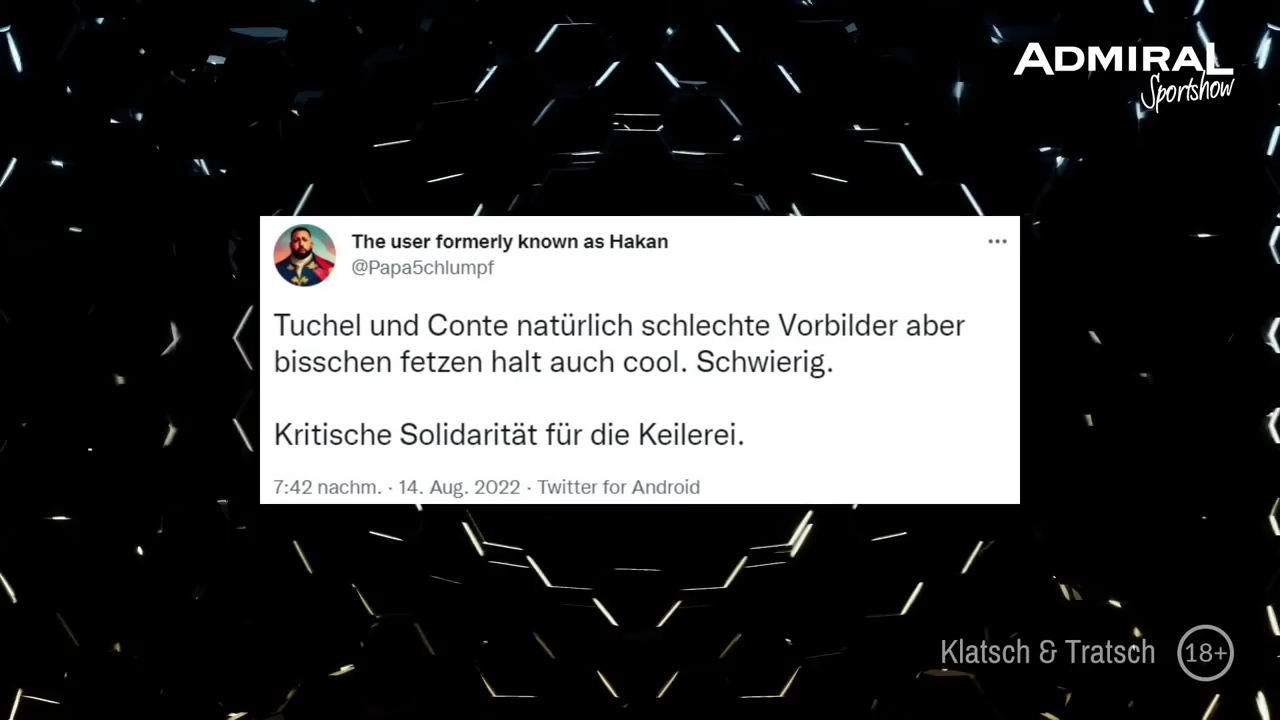 ADMIRAL
Sportshow
The user formerly known as Hakan
@Papa5chlumpf
Tuchel und Conte natürlich schlechte Vorbilder aber
bisschen fetzen halt auch cool. Schwierig.
Kritische Solidarität für die Keilerei.
7:42 nachm. · 14. Aug. 2022 · Twitter for Android
Klatsch & Tratsch 18+